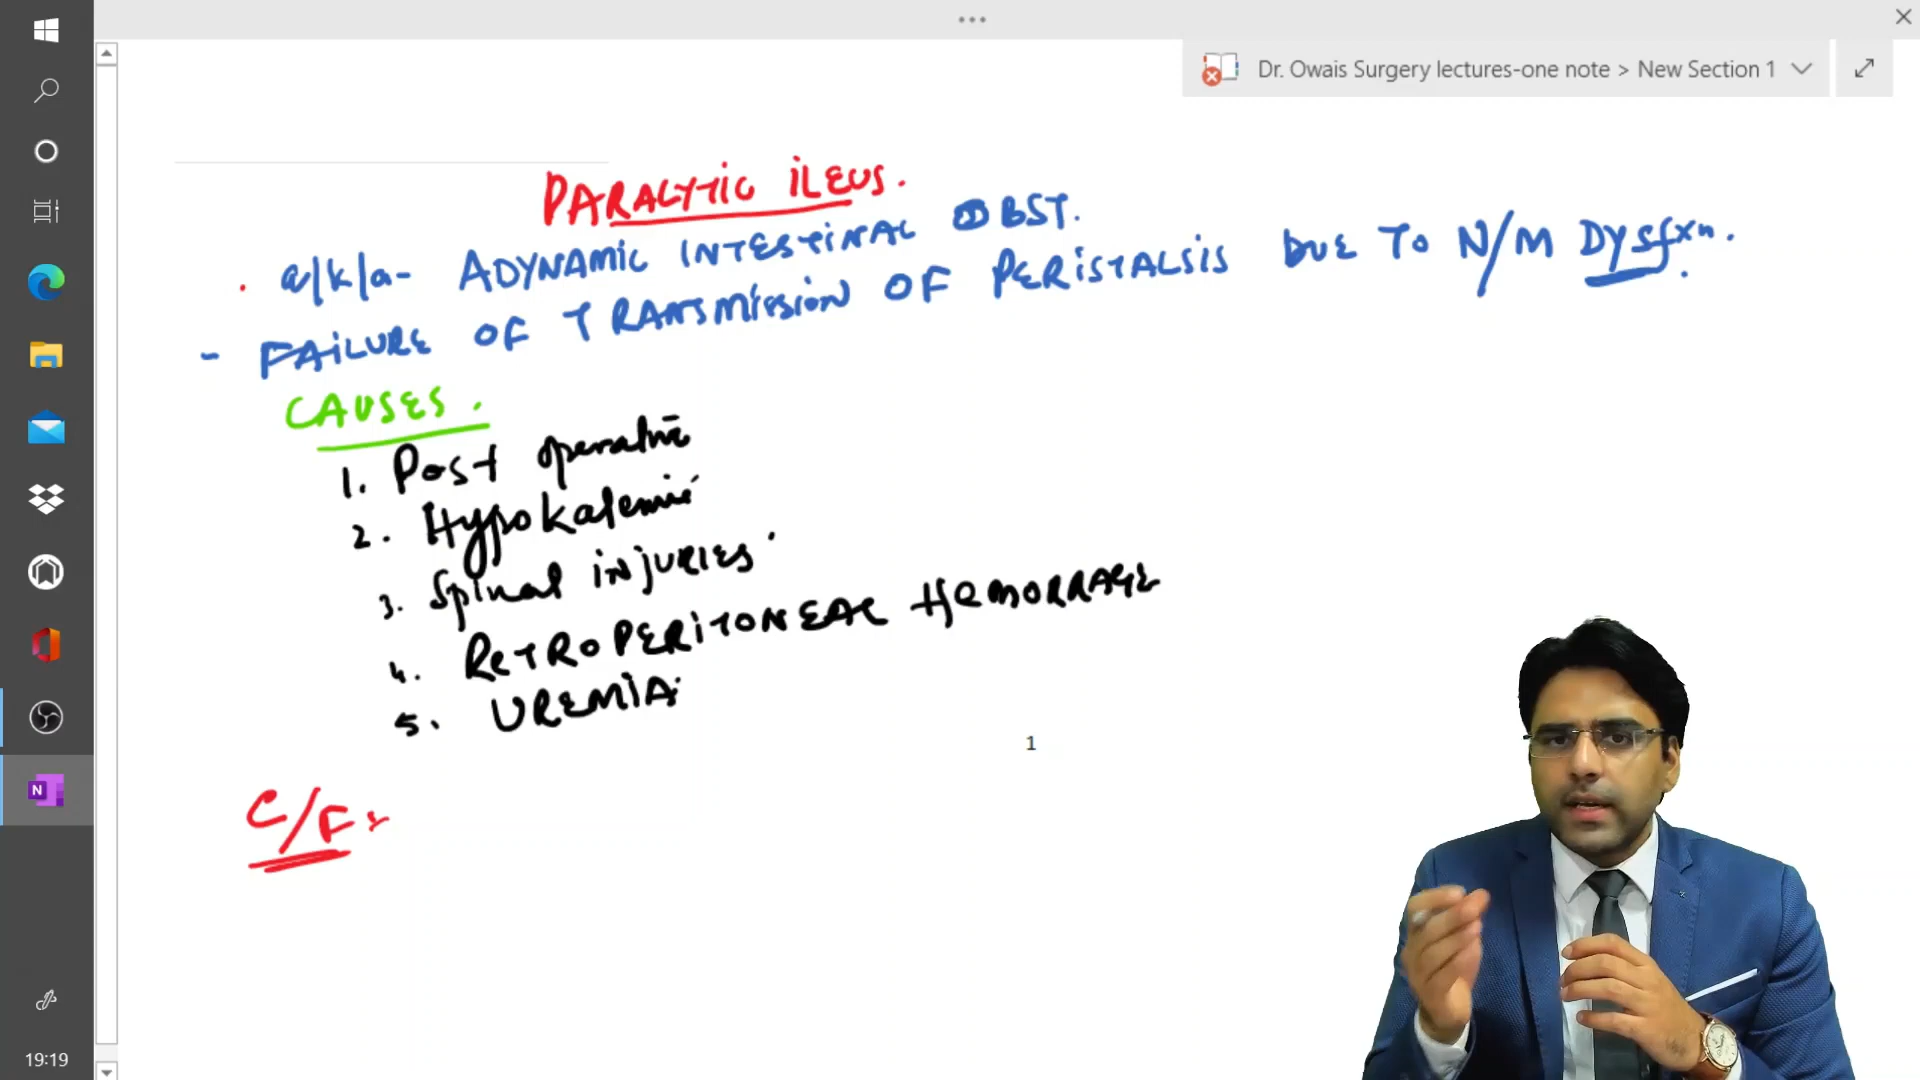 Dr. Owais Surgery lectures-one note > New Section 1
PARALYTIC iLEUS.
a/k/a- ADYNAMIC INTESTINAL OBST.
- FAiLURE OF TRANSMISSION OF PERISTALSIS DUE TO N/M Dysfxn.
CAUSES.
1. Post operative
2. Hypokalemia
3. Spinal iNjURIES.
4. RETROPERITONEAL HEMORRAGE
5. UREMIA.
1
C/F:
N
19:19